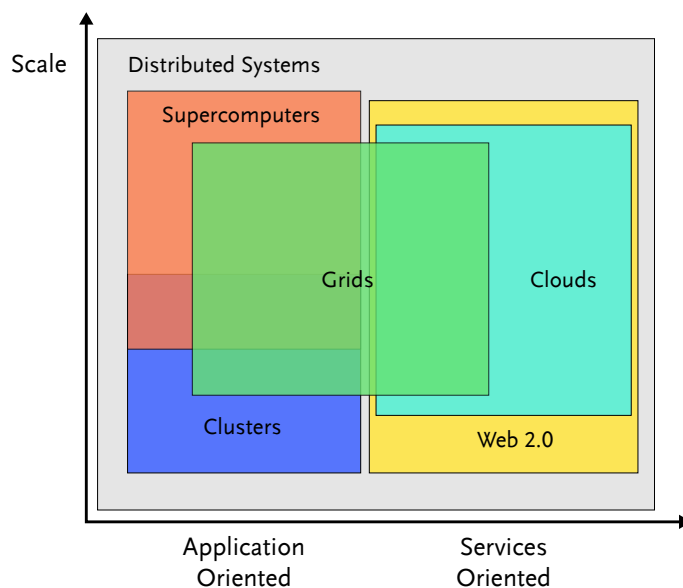 Scale
Distributed Systems
Supercomputers
Grids
Clouds
Clusters
Web 2.0
Application
Oriented
Services
Oriented